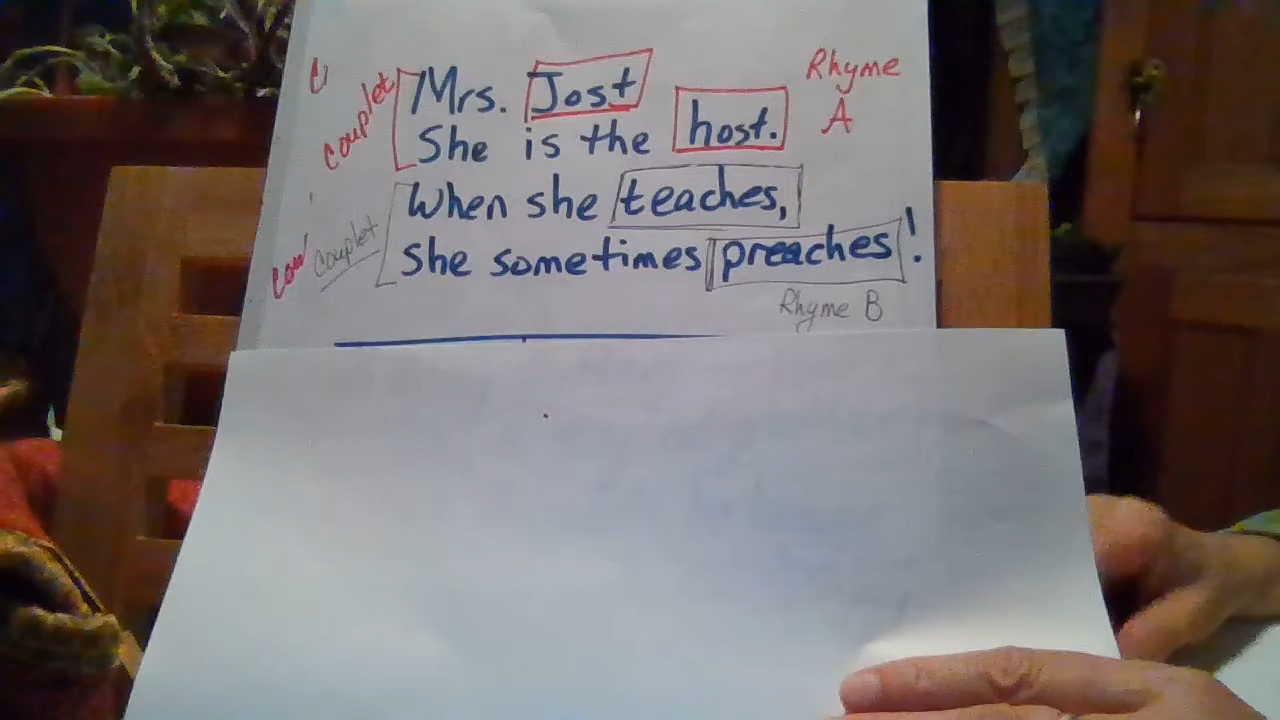 Mrs. Jost
She is the host.
When she teaches,
she sometimes preaches!
couplet
Rhyme
A
couplet
Rhyme B